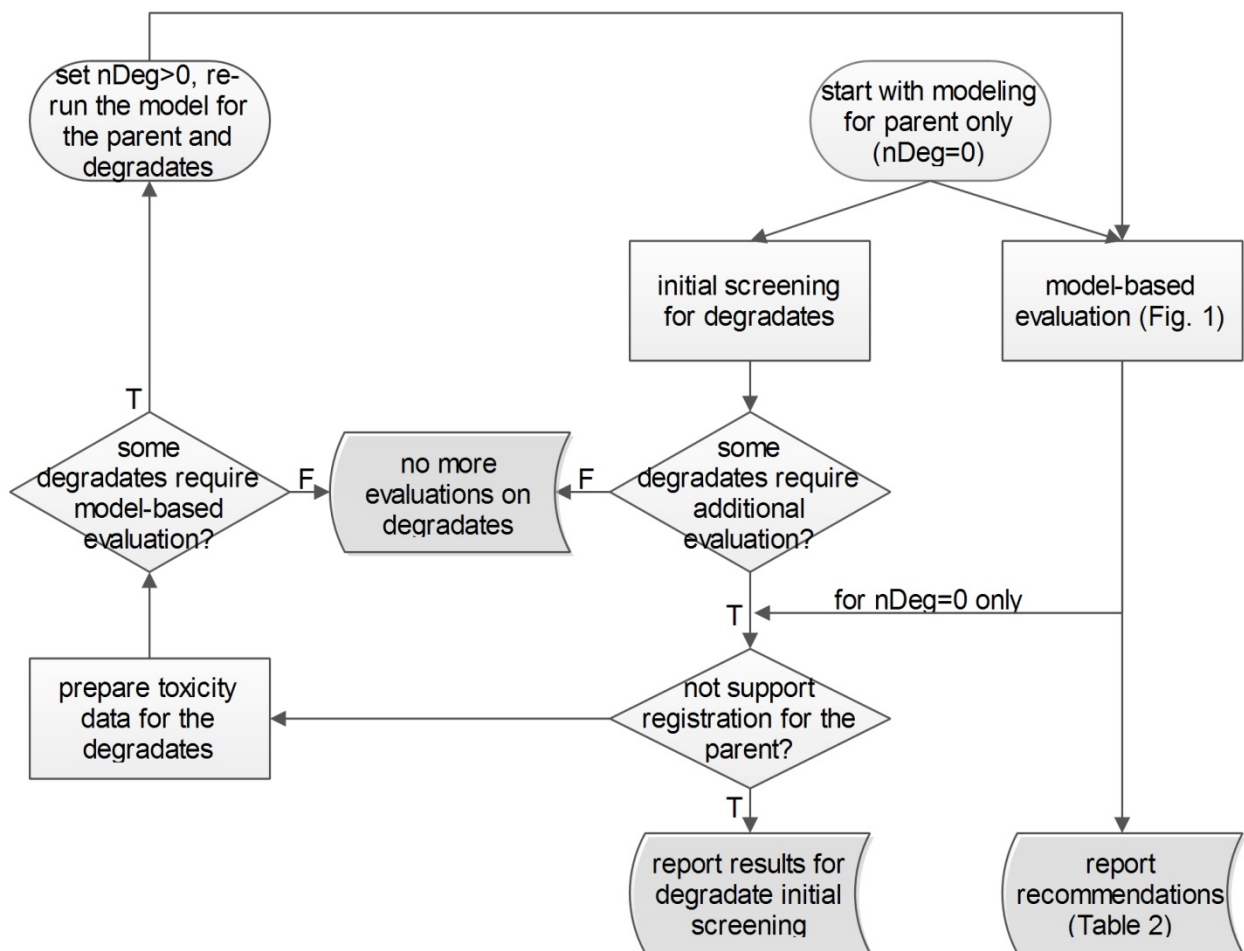 set nDeg>0, re-
run the model for
the parent and
degradates
start with modeling
for parent only
(nDeg=0)
initial screening
for degradates
model-based
evaluation (Fig. 1)
T
some
degradates require
model-based
evaluation?
F
no more
evaluations on
degradates
F
some
degradates require
additional
evaluation?
T
for nDeg=0 only
prepare toxicity
data for the
degradates
not support
registration for the
parent?
T
report results for
degradate initial
screening
report
recommendations
(Table 2)